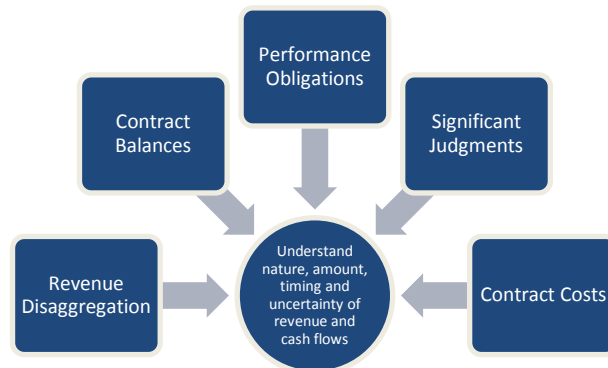 Performance
Obligations
Contract
Balances
Significant
Judgments
Revenue
Disaggregation
Understand
nature, amount,
timing and
uncertainty of
revenue and
cash flows
Contract Costs